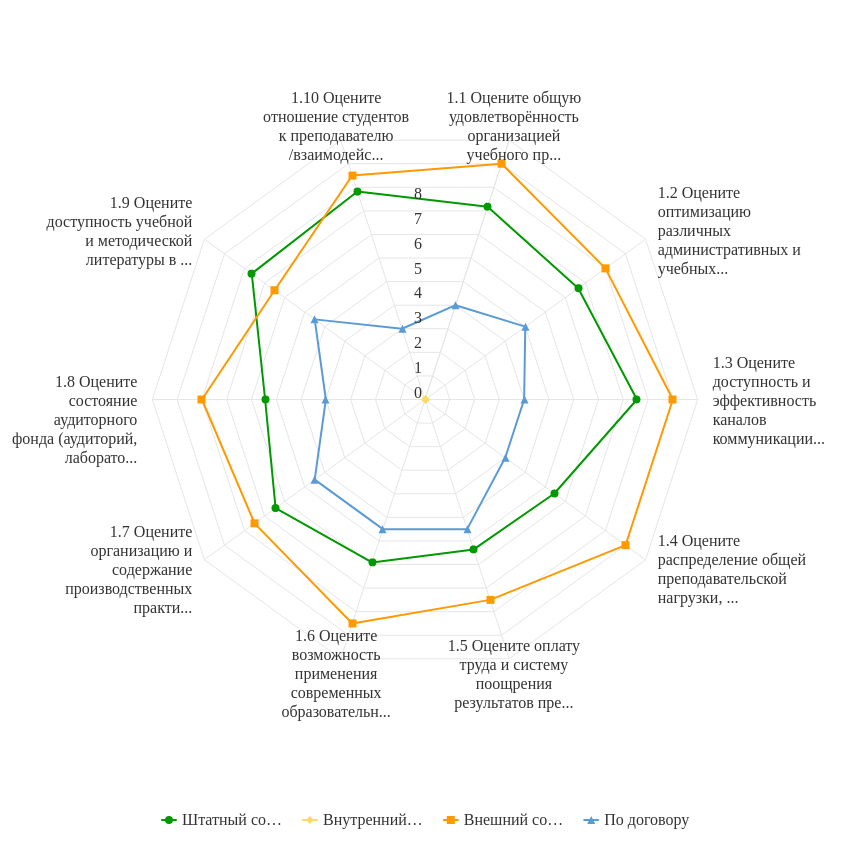 1.10 Оцените
отношение студентов
к преподавателю
/взаимодейс...
1.1 Оцените общую
удовлетворённость
организацией
учебного пр...
1.9 Оцените
доступность учебной
и методической
литературы в ...
1.2 Оцените
оптимизацию
различных
административных и
учебных...
8
7
6
5
4
3
2
1
0
1.8 Оцените
состояние
аудиторного
фонда (аудиторий,
лаборато...
1.3 Оцените
доступность и
эффективность
каналов
коммуникации...
1.7 Оцените
организацию и
содержание
производственных
практи...
1.4 Оцените
распределение общей
преподавательской
нагрузки, ...
1.6 Оцените
возможность
применения
современных
образовательн...
1.5 Оцените оплату
труда и систему
поощрения
результатов пре...
Штатный со…
Внутренний…
Внешний со…
По договору